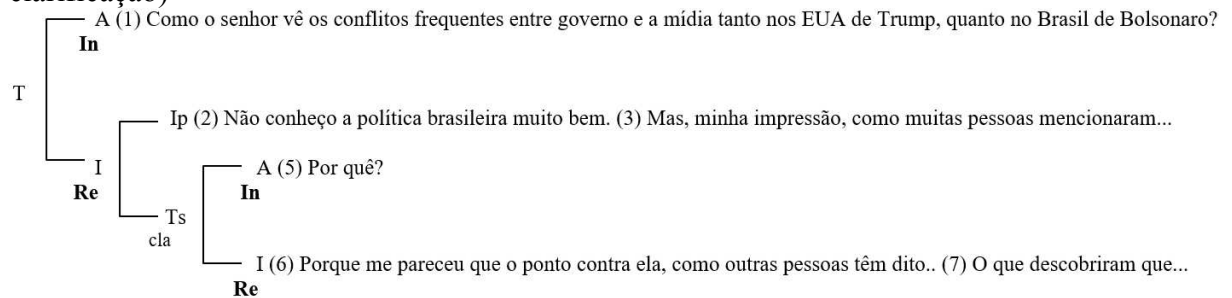 A (1) Como o senhor vê os conflitos frequentes entre governo e a mídia tanto nos EUA de Trump, quanto no Brasil de Bolsonaro?
In
T
Ip (2) Não conheço a política brasileira muito bem. (3) Mas, minha impressão, como muitas pessoas mencionaram...
I
Re
A (5) Por quê?
In
Ts
cla
I (6) Porque me pareceu que o ponto contra ela, como outras pessoas têm dito.. (7) O que descobriram que...
Re